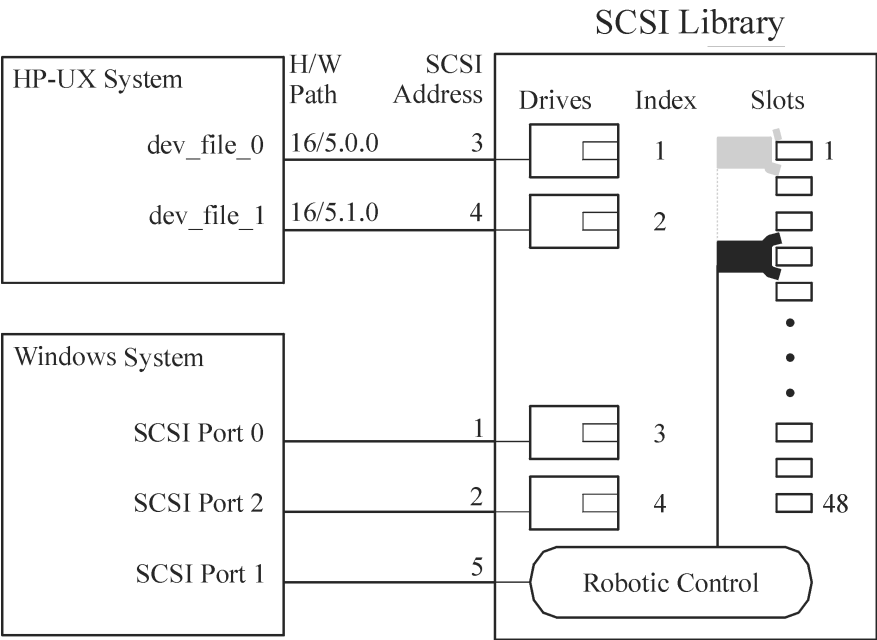 SCSI Library
HP-UX System
H/W Path
SCSI Address
Drives
Index
Slots
dev_file_0
16/5.0.0
3
1
1
dev_file_1
16/5.1.0
4
2
Windows System
SCSI Port 0
1
3
SCSI Port 2
2
4
48
SCSI Port 1
5
Robotic Control